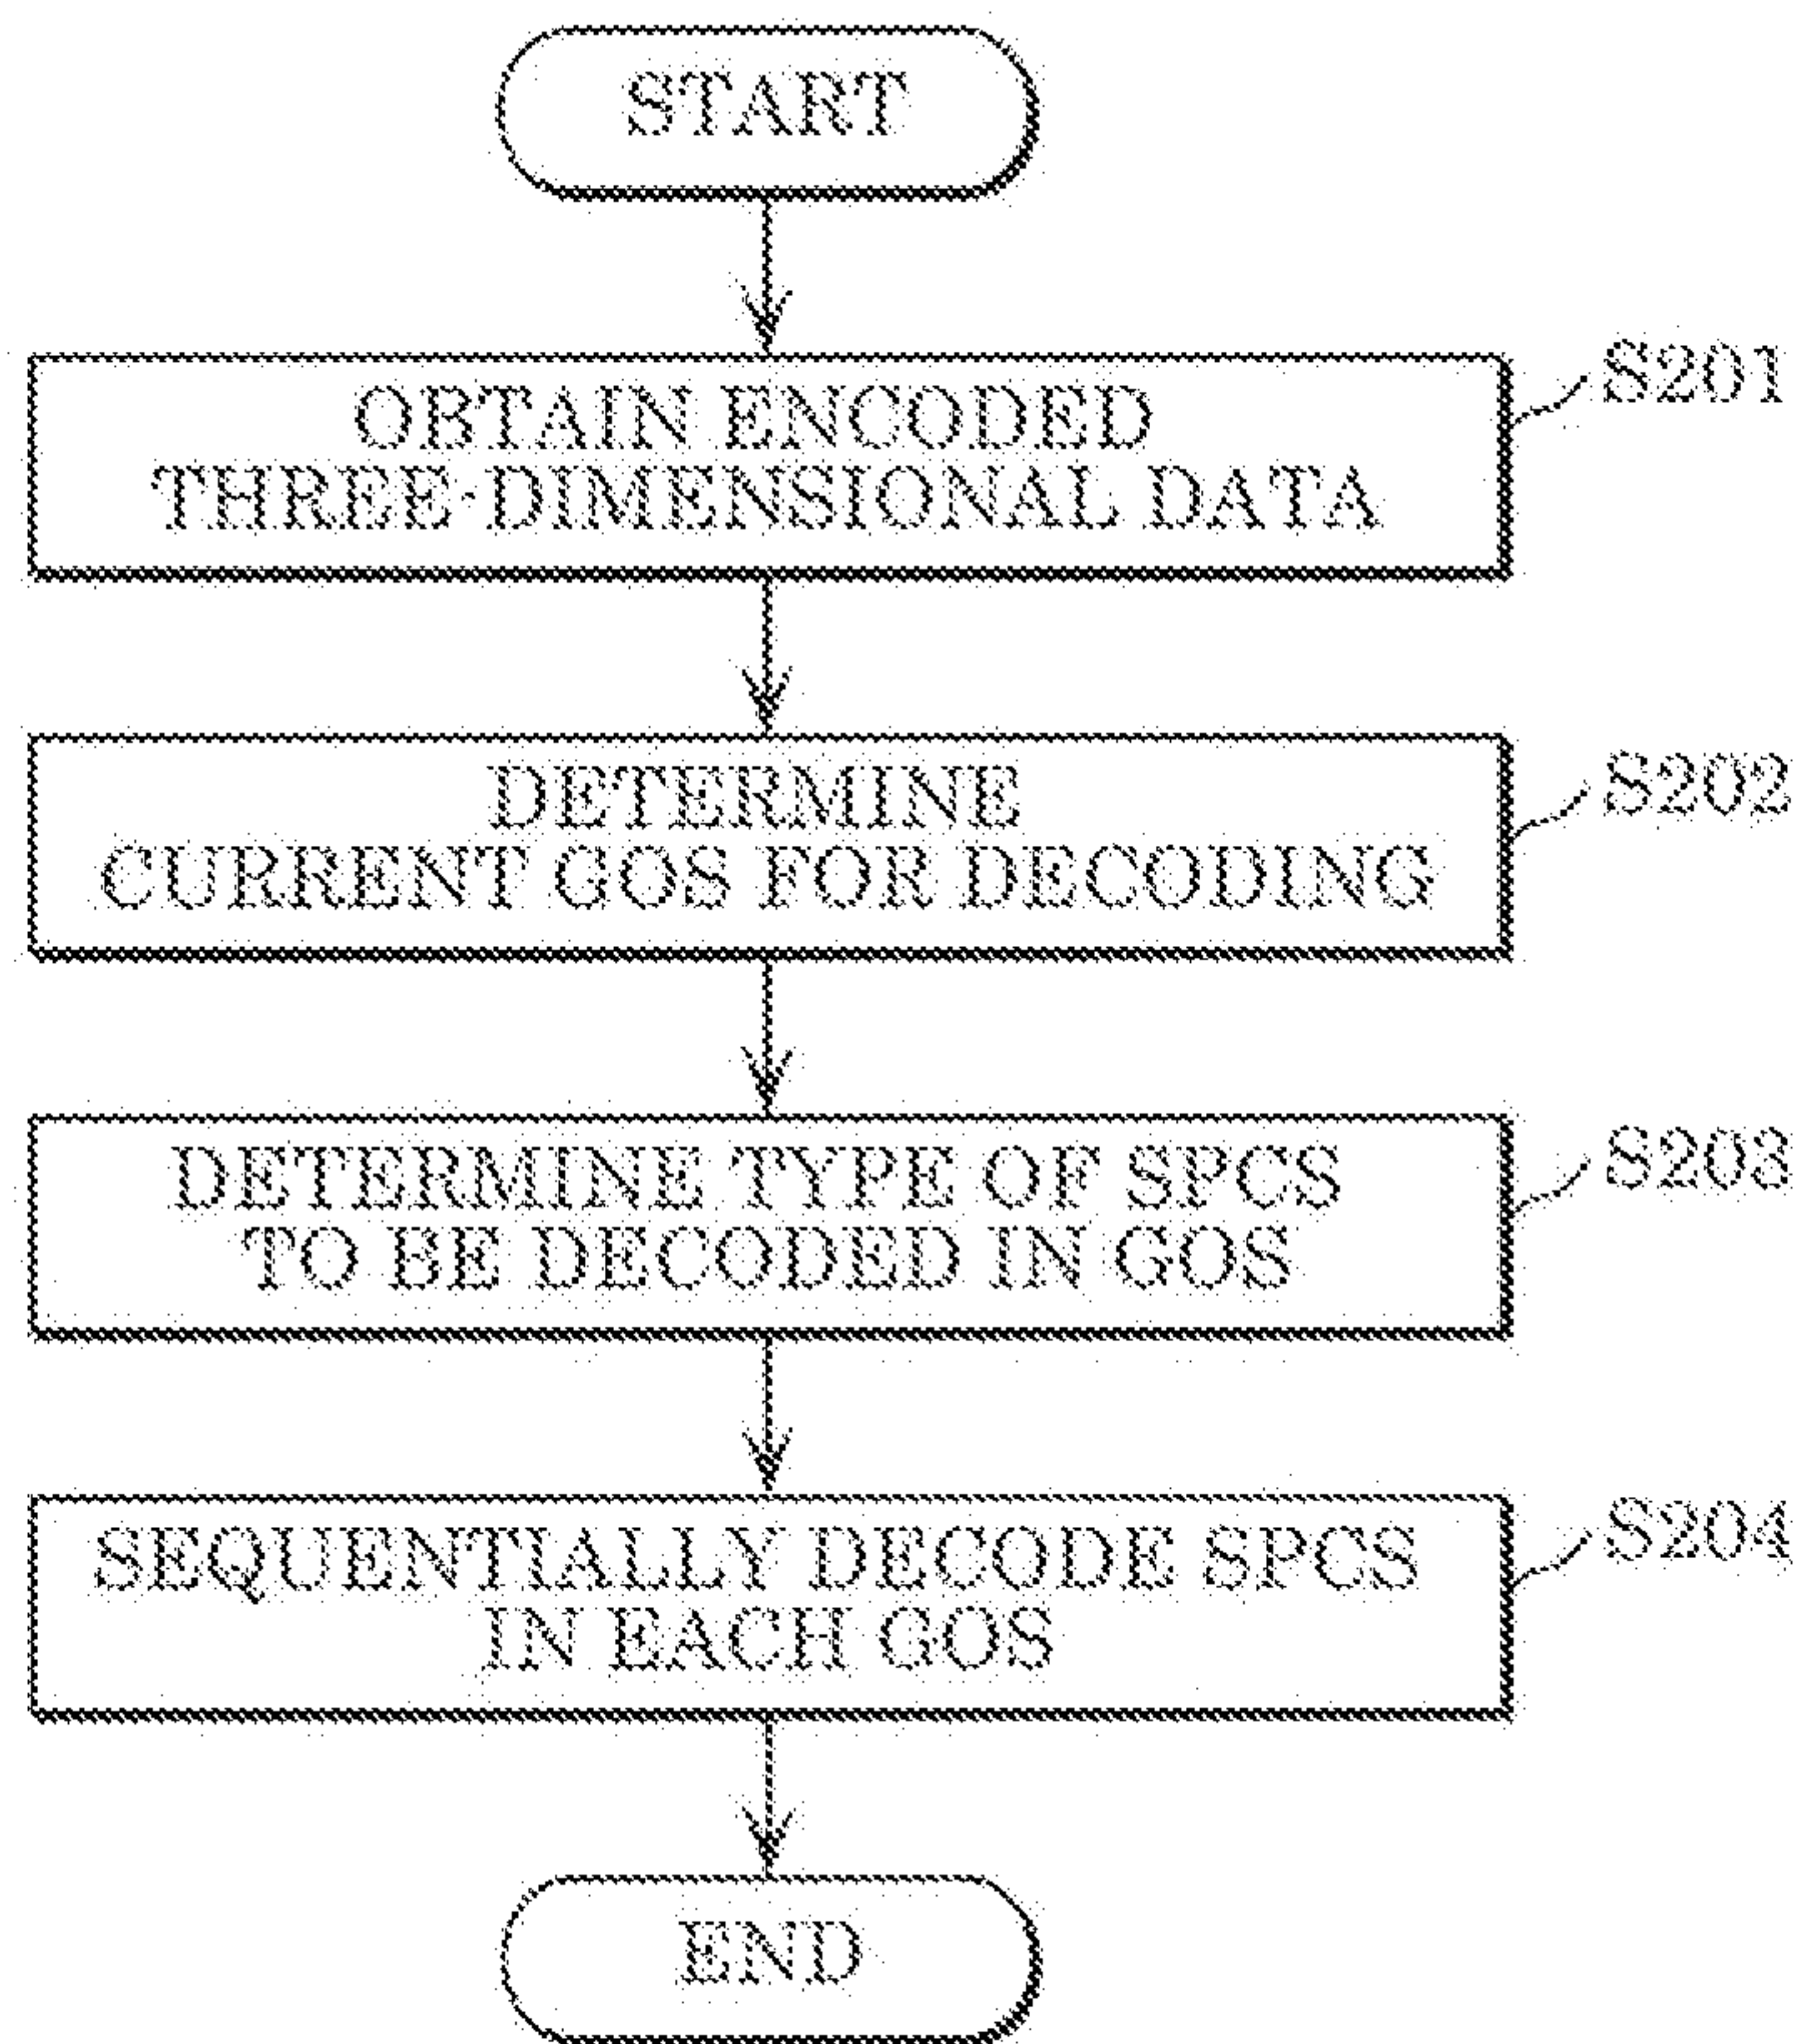 START
OBTAIN ENCODED
THREE-DIMENSIONAL DATA
S201
DETERMINE
CURRENT GOS FOR DECODING
S202
DETERMINE TYPE OF SPCS
TO BE DECODED IN GOS
S203
SEQUENTIALLY DECODE SPCS
IN EACH GOS
S204
END